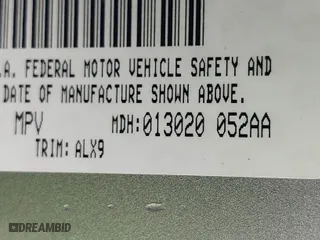 .A. FEDERAL MOTOR VEHICLE SAFETY AND
DATE OF MANUFACTURE SHOWN ABOVE.
MPV MDH:013020 052AA
TRIM:ALX9
DREAMBID